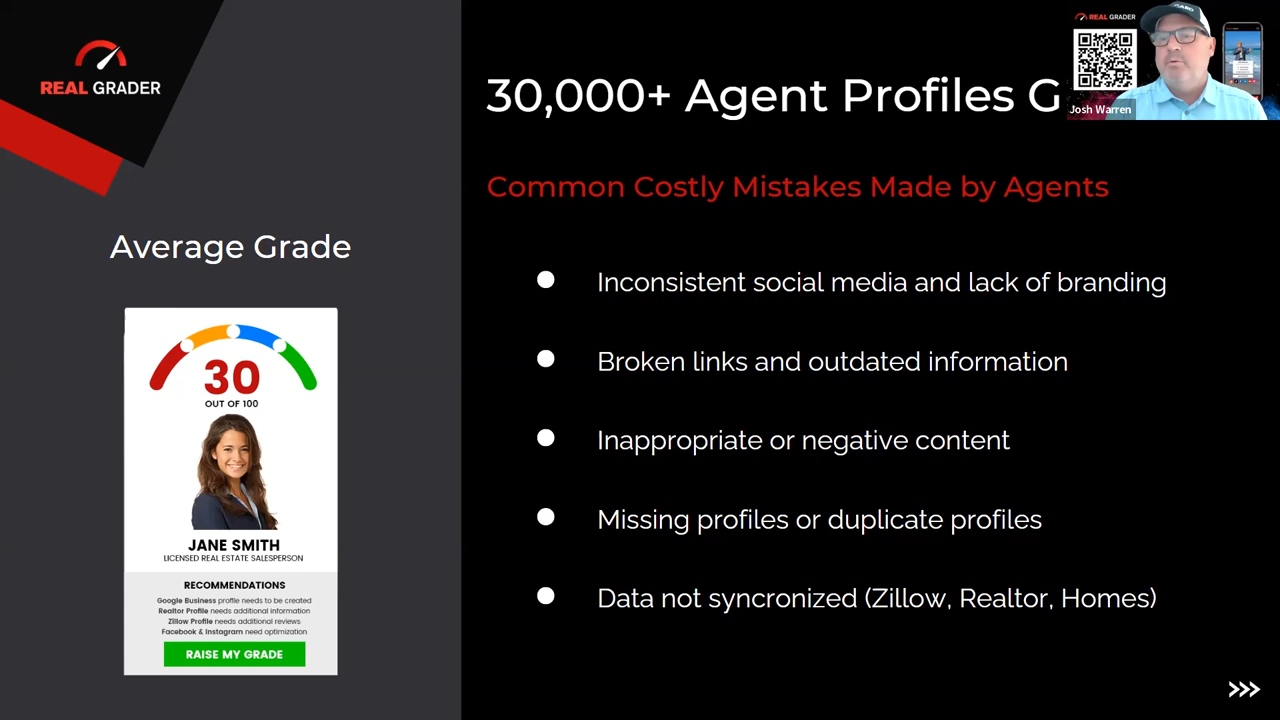 REAL GRADER
Average Grade
30
OUT OF 100
JANE SMITH
LICENSED REAL ESTATE SALESPERSON
RECOMMENDATIONS
Google Business profile needs to be created
Realtor Profile needs additional information
Zillow Profile needs additional reviews
Facebook & Instagram need optimization
RAISE MY GRADE
30,000+ Agent Profiles G
Common Costly Mistakes Made by Agents
Inconsistent social media and lack of branding
Broken links and outdated information
Inappropriate or negative content
Missing profiles or duplicate profiles
Data not syncronized (Zillow, Realtor, Homes)
REAL GRADER
Josh Warren